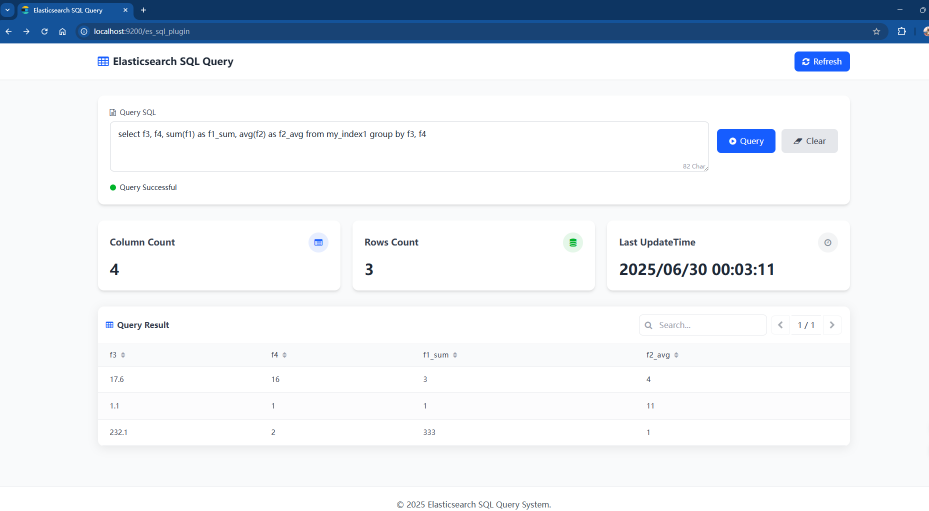 Elasticsearch SQL Query
localhost:9200/es_sql_plugin
Elasticsearch SQL Query
Refresh
Query SQL
select f3, f4, sum(f1) as f1_sum, avg(f2) as f2_avg from my_index1 group by f3, f4
82 Char
Query
Clear
Query Successful
Column Count
4
Rows Count
3
Last UpdateTime
2025/06/30 00:03:11
Query Result
Search...
1 / 1
f3 f4 f1_sum f2_avg
17.6 16 3 4
1.1 1 1 11
232.1 2 333 1
© 2025 Elasticsearch SQL Query System.